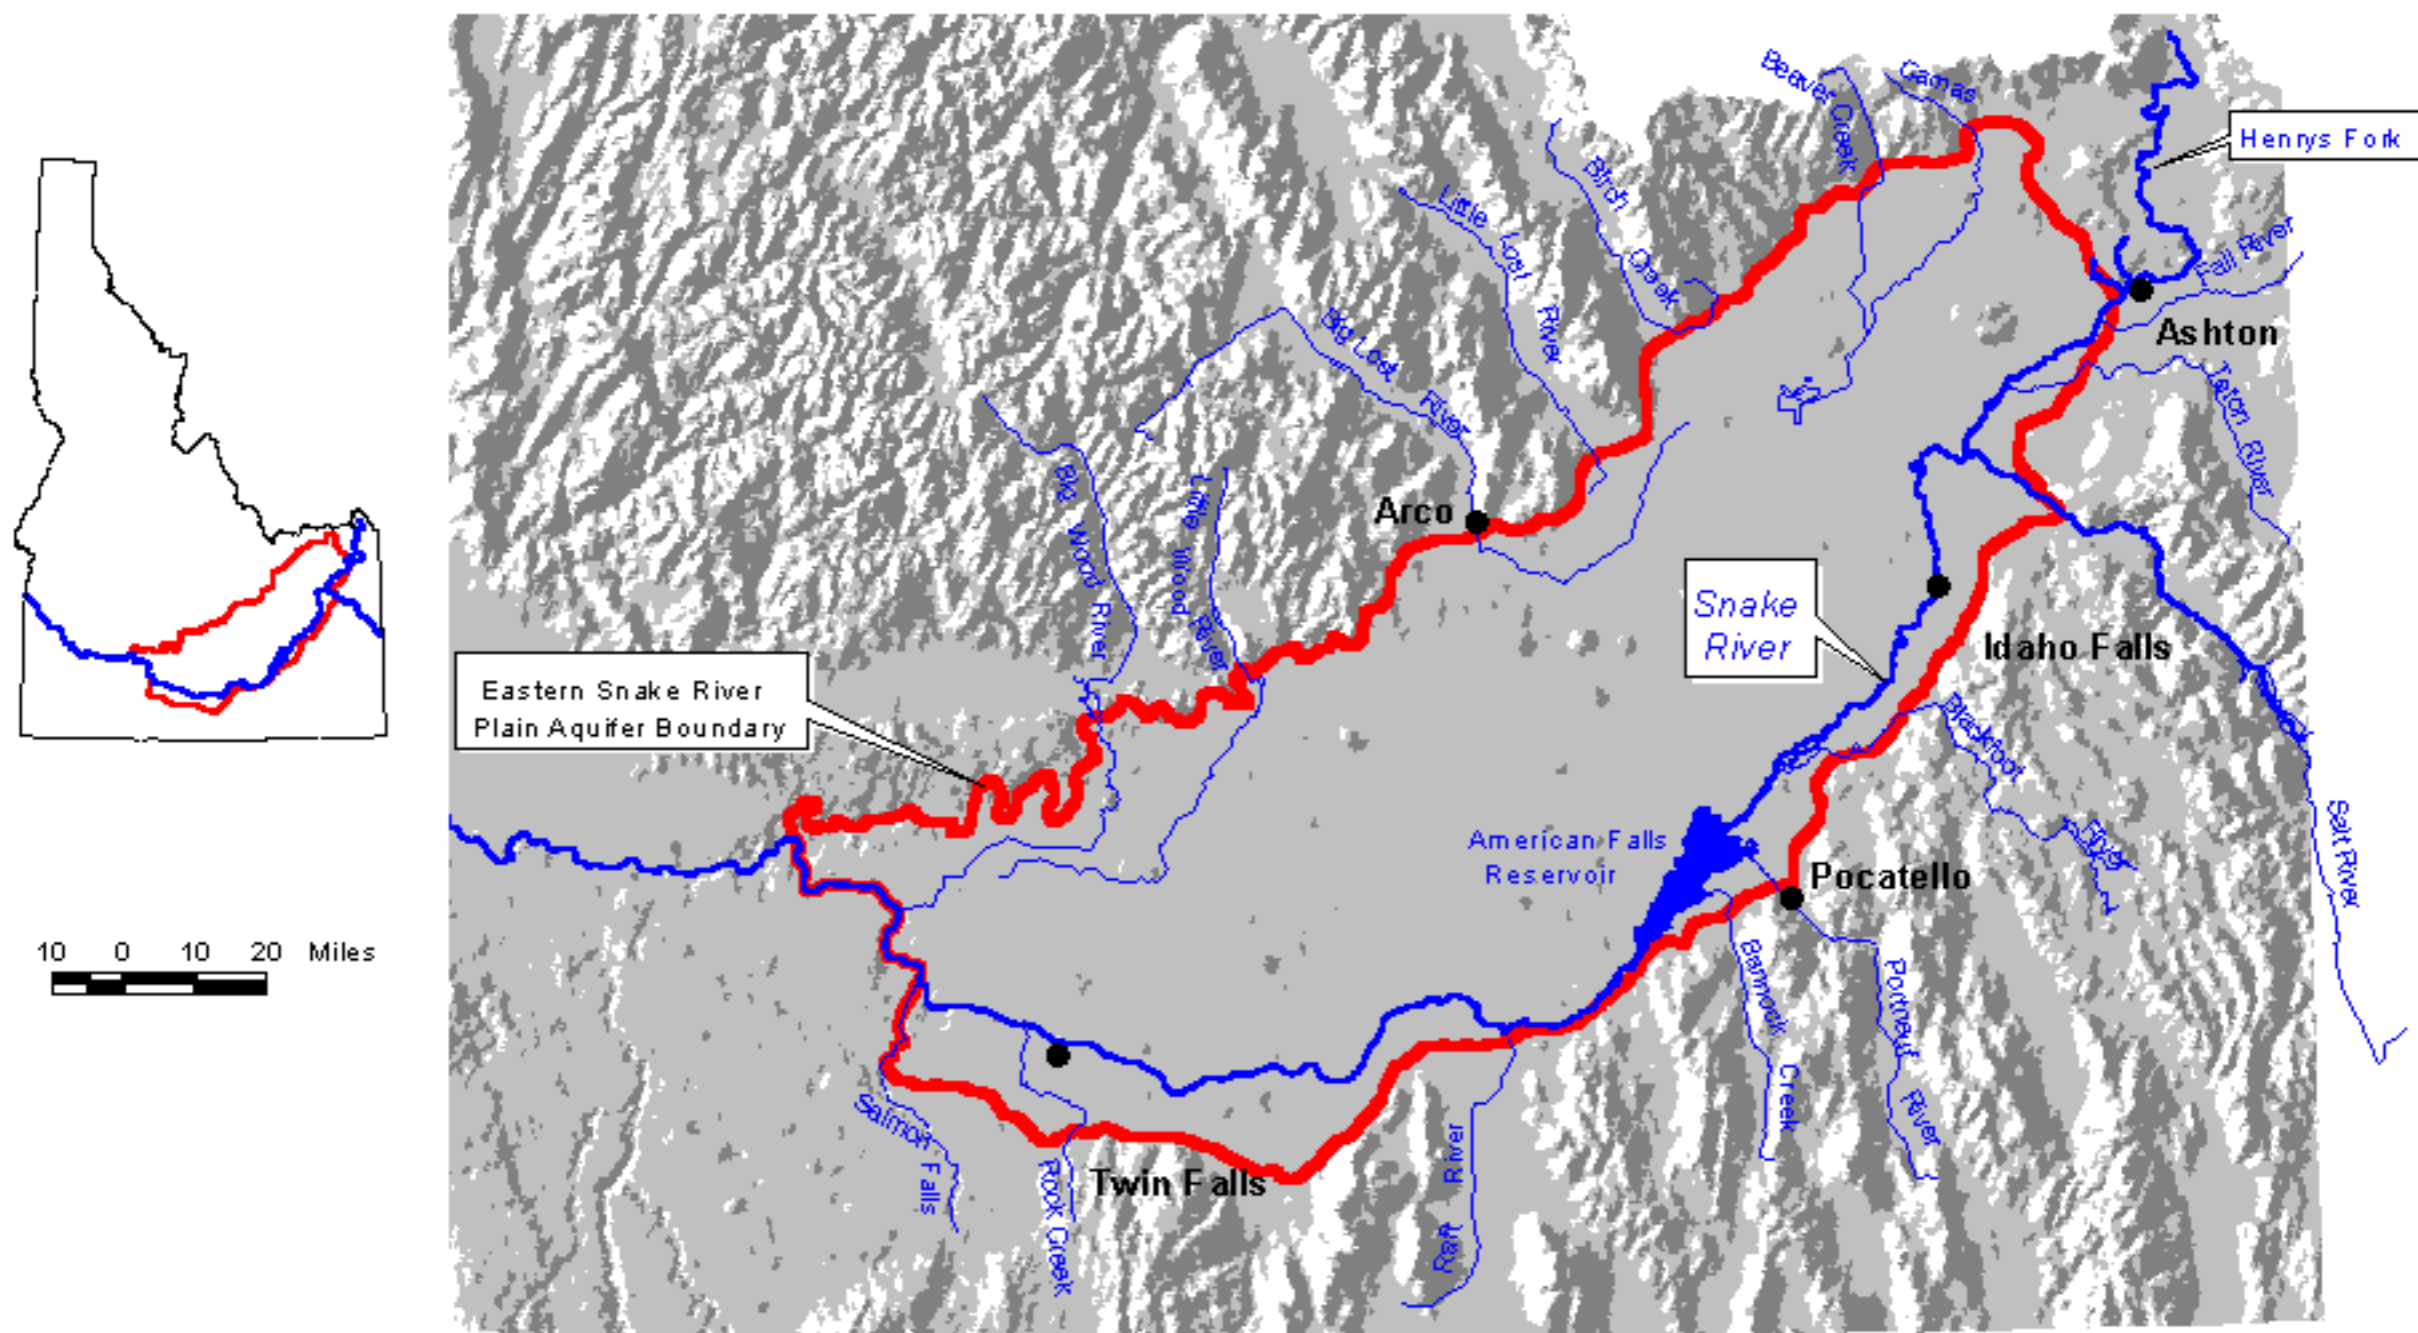 Beaver Creek
Camas
Hennys Fork
Birch Creek
Little Lost River
Fall River
Big Lost River
Ashton
Teton River
Arco
Big Wood River
Little Wood River
Snake
River
Idaho Falls
Eastern Snake River
Plain Aquifer Boundary
Blackfoot River
American Falls
Reservoir
Pocatello
Salt River
10 0 10 20 Miles
Bannock Creek
Portneuf River
Salmon Falls
Rock Creek
Twin Falls
Raft River